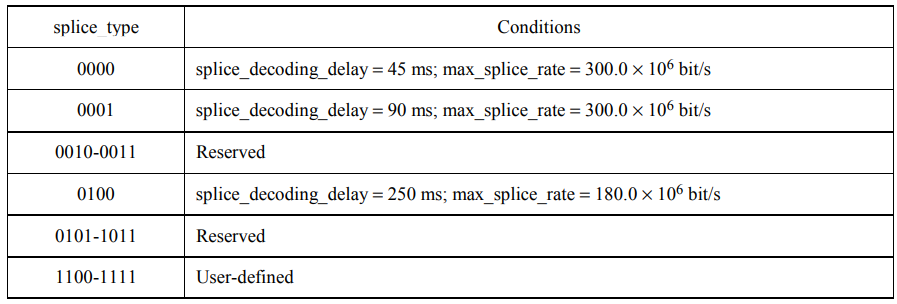 splice_type Conditions
0000 splice_decoding_delay = 45 ms; max_splice_rate = 300.0 × 10⁶ bit/s
0001 splice_decoding_delay = 90 ms; max_splice_rate = 300.0 × 10⁶ bit/s
0010-0011 Reserved
0100 splice_decoding_delay = 250 ms; max_splice_rate = 180.0 × 10⁶ bit/s
0101-1011 Reserved
1100-1111 User-defined